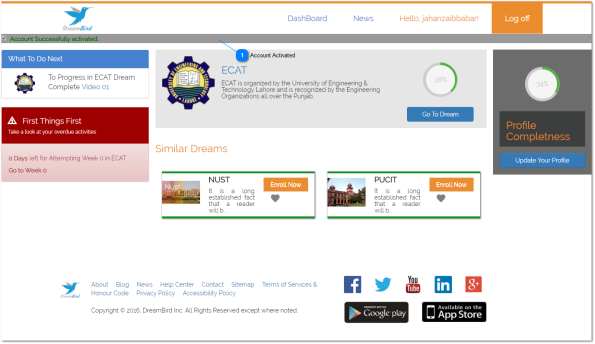 DreamBird
DashBoard
News
Hello, jahanzaibbabar!
Log off
Account Successfully activated.
1 Account Activated
What To Do Next
To Progress in ECAT Dream
Complete Video 01
First Things First
Take a look at your overdue activities
0 Days left for Attempting Week 0 in ECAT
Go to Week 0
ECAT
ECAT is organized by the University of Engineering &
Technology Lahore and is recognized by the Engineering
Organizations all over the Punjab.
Go To Dream
34%
Profile
Completness
Update Your Profile
Similar Dreams
Nust
NUST
It is a long
established fact
that a reader
will b...
Enroll Now
PUCIT
It is a long
established fact
that a reader
will b...
Enroll Now
DreamBird
About Blog News Help Center Contact Sitemap Terms of Services &
Honour Code Privacy Policy Accessibility Policy
Copyright © 2016. DreamBird Inc. All Rights Reserved except where noted.
You
Tube
in
g+
Google play
Available on the
App Store